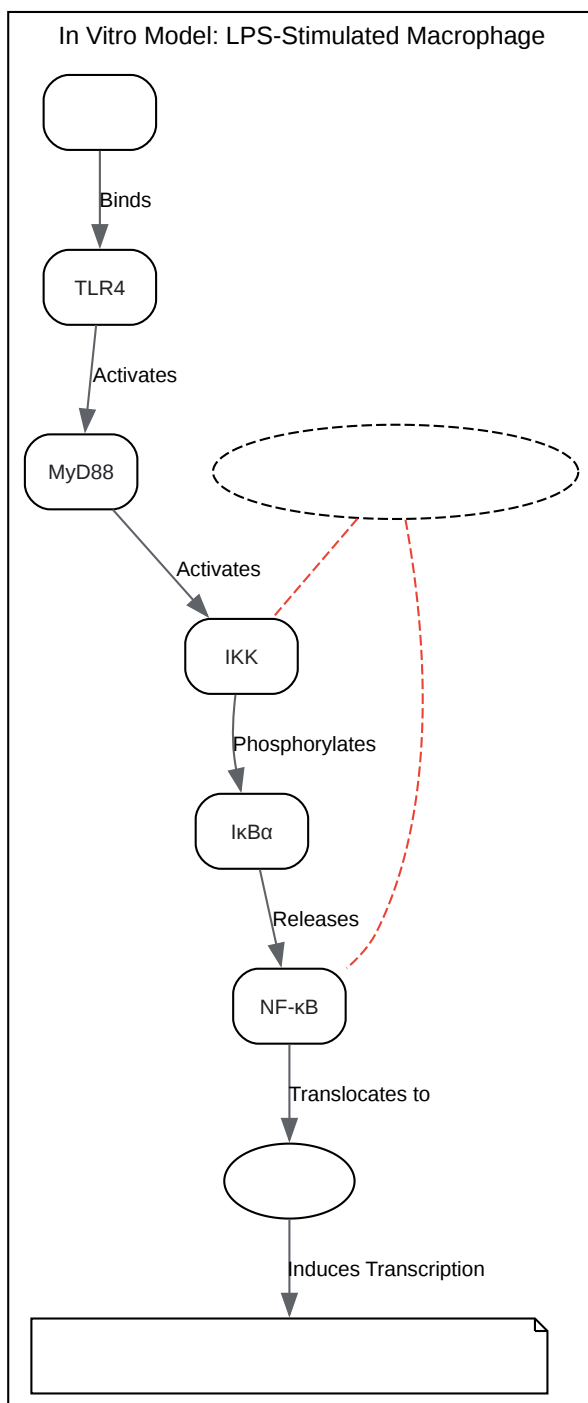 In Vitro Model: LPS-Stimulated Macrophage
Binds
TLR4
Activates
MyD88
Activates
IKK
Phosphorylates
IκBα
Releases
NF-κB
Translocates to
Induces Transcription